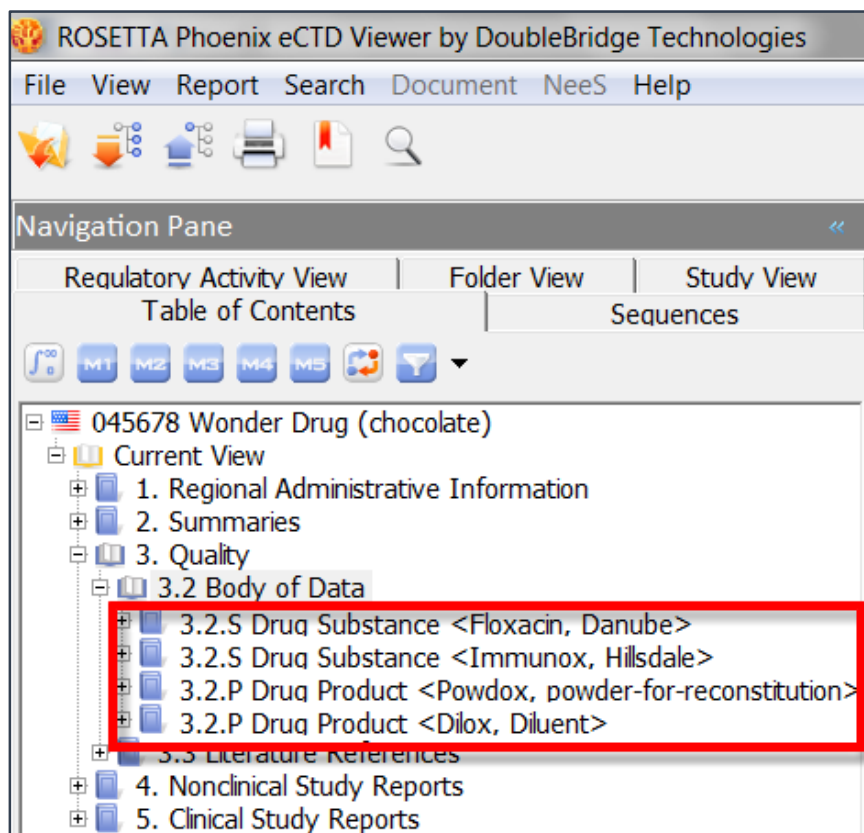 ROSETTA Phoenix eCTD Viewer by DoubleBridge Technologies
File View Report Search Document NeeS Help
Navigation Pane «
Regulatory Activity View Folder View Study View
Table of Contents Sequences
M1 M2 M3 M4 M5
045678 Wonder Drug (chocolate)
Current View
1. Regional Administrative Information
2. Summaries
3. Quality
3.2 Body of Data
3.2.S Drug Substance <Floxacin, Danube>
3.2.S Drug Substance <Immunox, Hillsdale>
3.2.P Drug Product <Powdox, powder-for-reconstitution>
3.2.P Drug Product <Dilox, Diluent>
3.3 Literature References
4. Nonclinical Study Reports
5. Clinical Study Reports